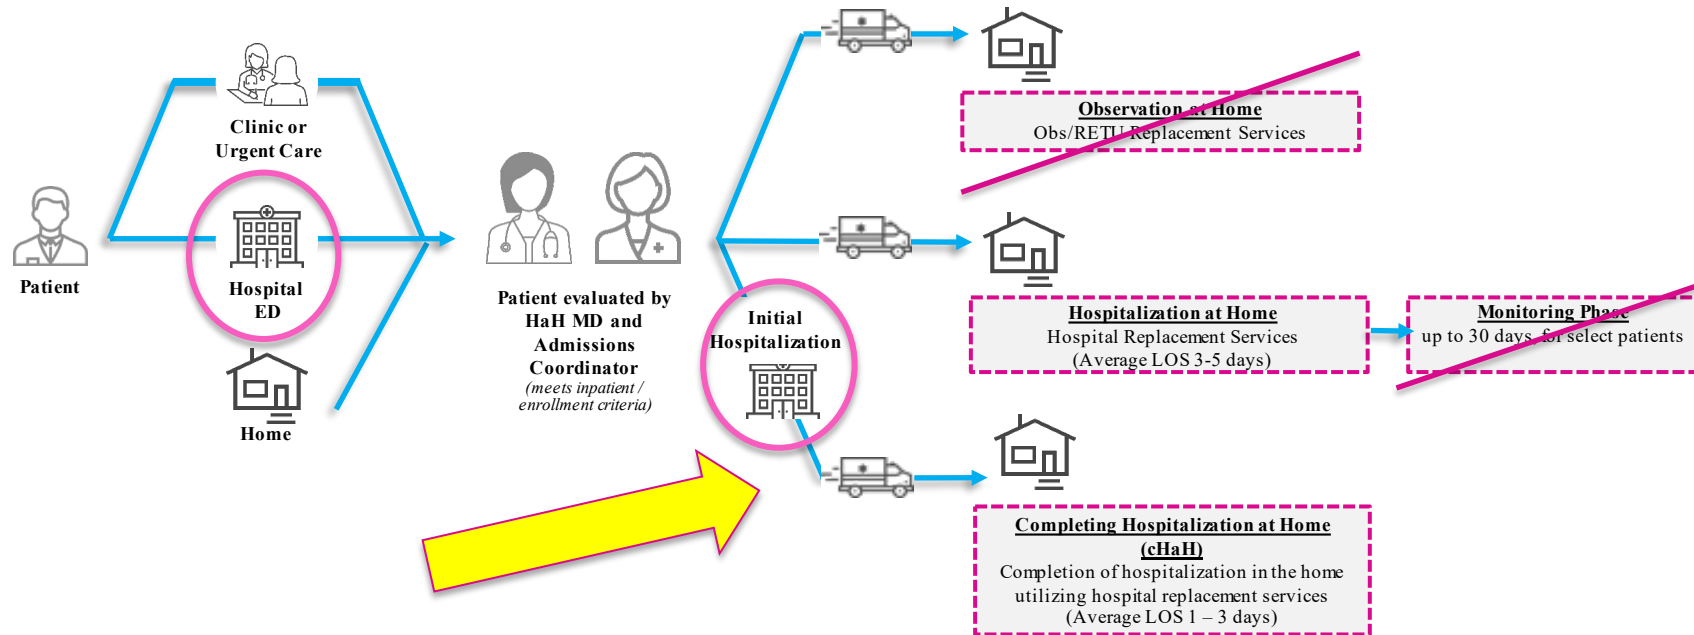 Clinic or
Urgent Care
Patient
Hospital
ED
Home
Patient evaluated by
HaH MD and
Admissions
Coordinator
(meets inpatient /
enrollment criteria)
Initial
Hospitalization
Observation at Home
Obs/RETU Replacement Services
Hospitalization at Home
Hospital Replacement Services
(Average LOS 3-5 days)
Monitoring Phase
up to 30 days, for select patients
Completing Hospitalization at Home
(cHaH)
Completion of hospitalization in the home
utilizing hospital replacement services
(Average LOS 1 – 3 days)